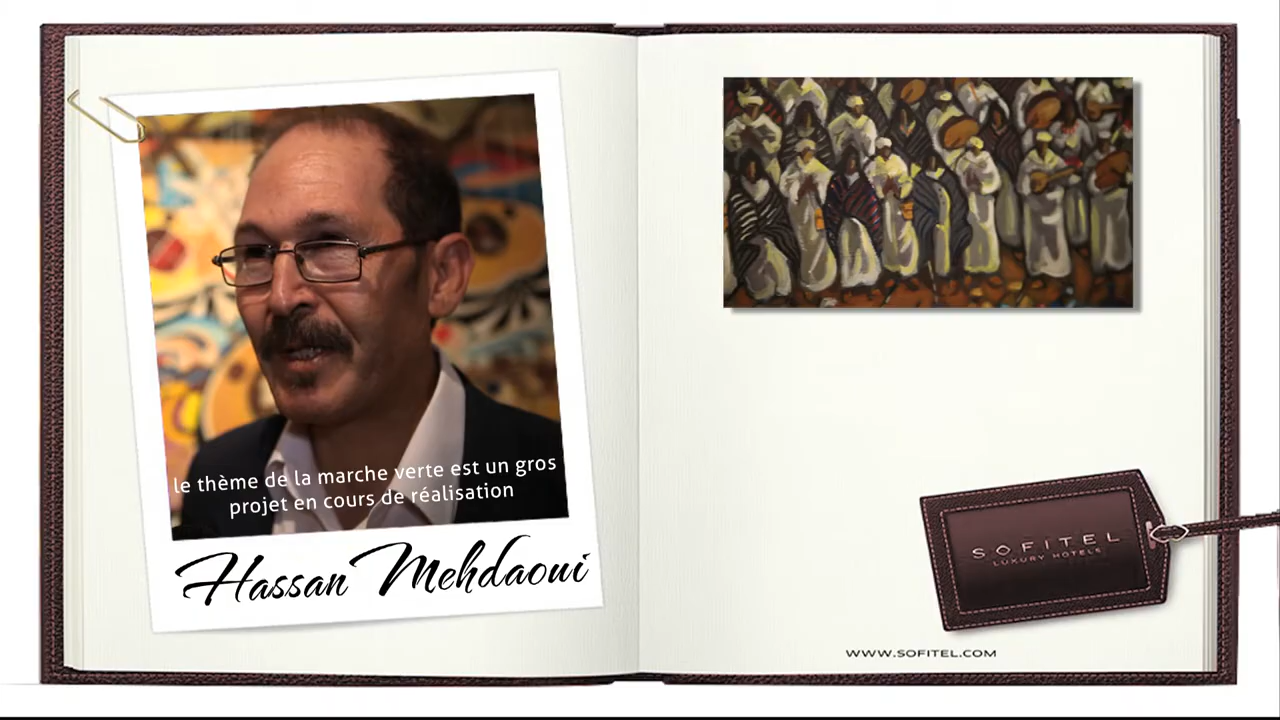 le thème de la marche verte est un gros
projet en cours de réalisation
Hassan Mehdaoui
SOFITEL
LUXURY HOTELS
WWW.SOFITEL.COM